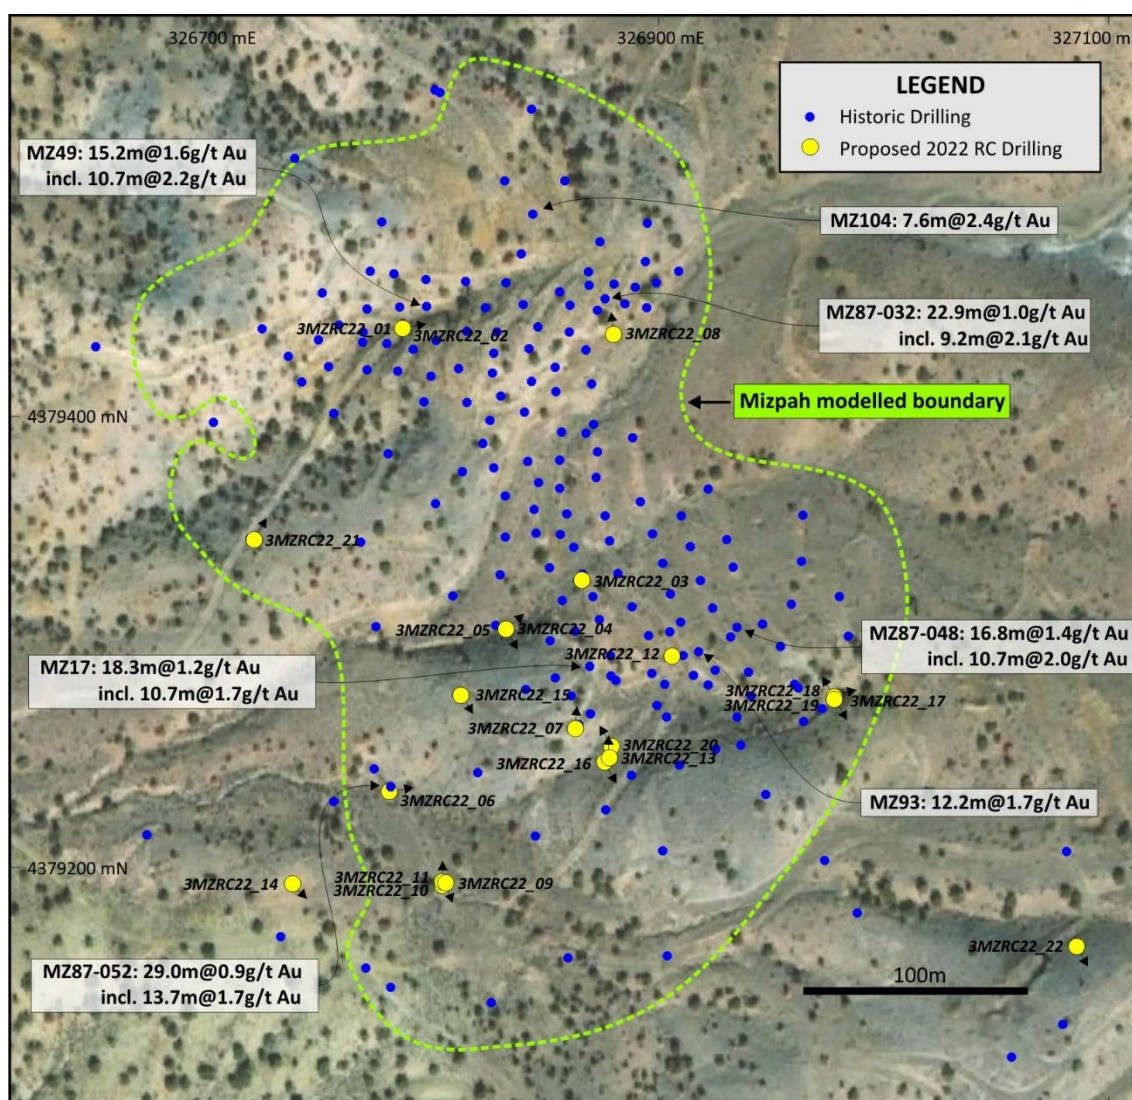 326700 mE
326900 mE
327100 mE
LEGEND
Historic Drilling
Proposed 2022 RC Drilling
MZ49: 15.2m@1.6g/t Au
incl. 10.7m@2.2g/t Au
MZ104: 7.6m@2.4g/t Au
MZ87-032: 22.9m@1.0g/t Au
incl. 9.2m@2.1g/t Au
3MZRC22_01
3MZRC22_02
3MZRC22_08
4379400 mN
Mizpah modelled boundary
3MZRC22_21
3MZRC22_03
3MZRC22_05
3MZRC22_04
3MZRC22_12
MZ87-048: 16.8m@1.4g/t Au
incl. 10.7m@2.0g/t Au
MZ17: 18.3m@1.2g/t Au
incl. 10.7m@1.7g/t Au
3MZRC22_15
3MZRC22_18
3MZRC22_19
3MZRC22_17
3MZRC22_07
3MZRC22_20
3MZRC22_13
3MZRC22_16
3MZRC22_06
MZ93: 12.2m@1.7g/t Au
4379200 mN
3MZRC22_14
3MZRC22_11
3MZRC22_10
3MZRC22_09
3MZRC22_22
MZ87-052: 29.0m@0.9g/t Au
incl. 13.7m@1.7g/t Au
100m